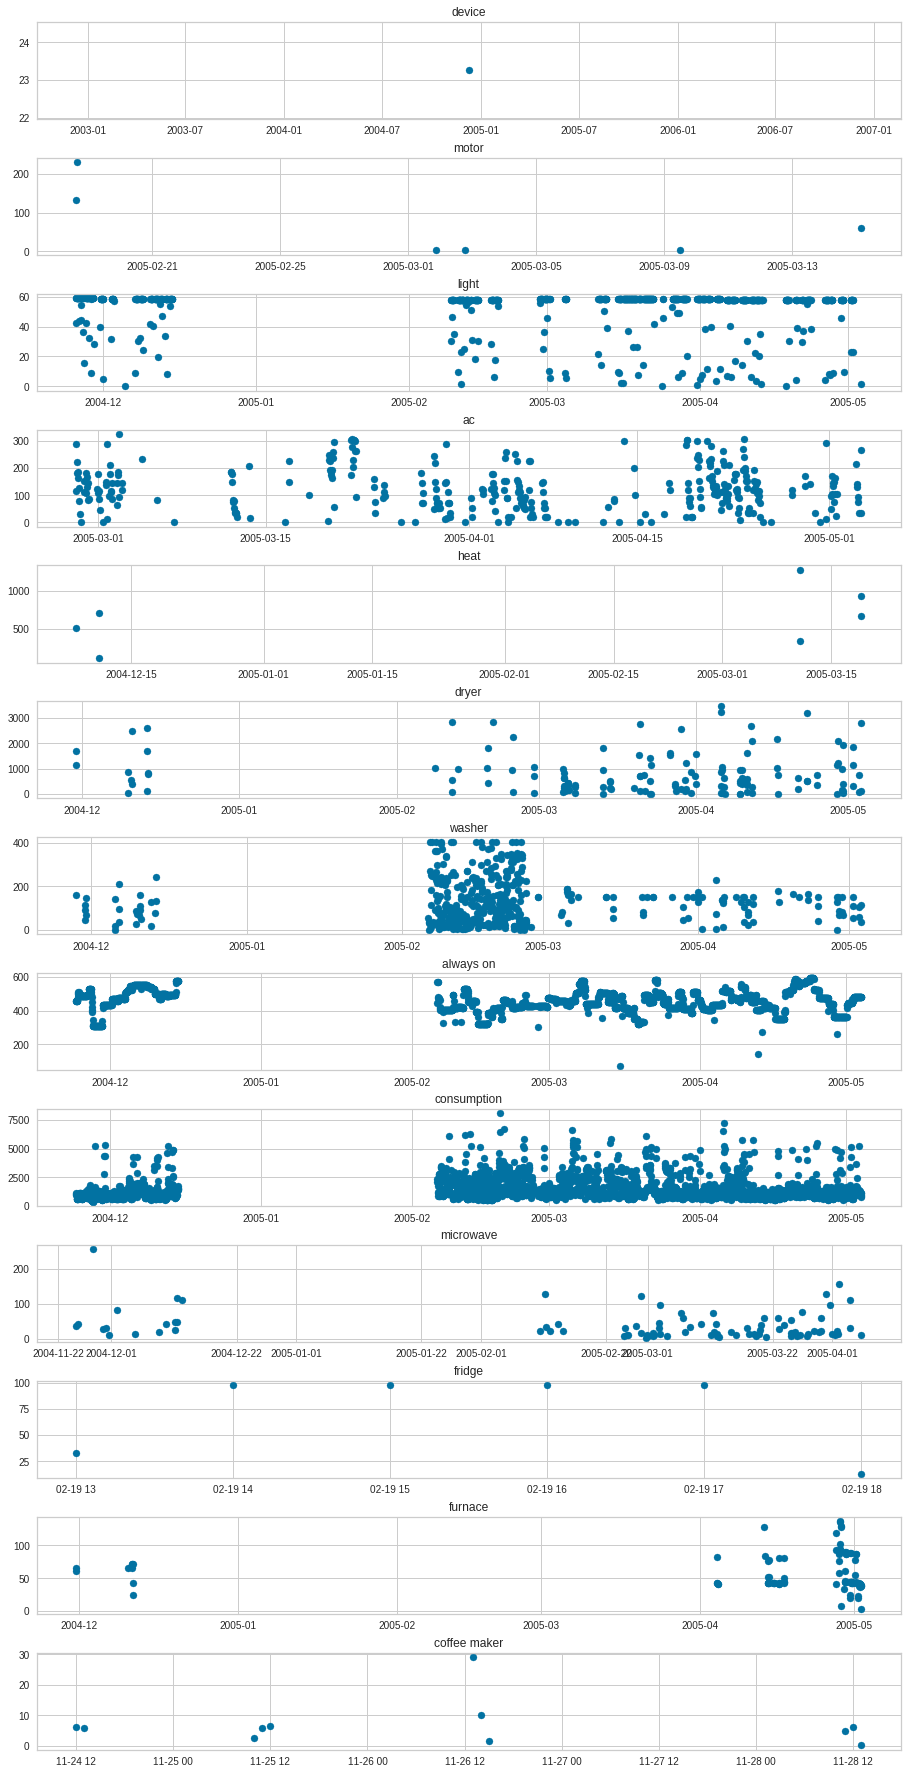 device
24
23
22
2003-01 2003-07 2004-01 2004-07 2005-01 2005-07 2006-01 2006-07 2007-01
motor
200
100
0
2005-02-21 2005-02-25 2005-03-01 2005-03-05 2005-03-09 2005-03-13
light
60
40
20
0
2004-12 2005-01 2005-02 2005-03 2005-04 2005-05
ac
300
200
100
0
2005-03-01 2005-03-15 2005-04-01 2005-04-15 2005-05-01
heat
1000
500
2004-12-15 2005-01-01 2005-01-15 2005-02-01 2005-02-15 2005-03-01 2005-03-15
dryer
3000
2000
1000
0
2004-12 2005-01 2005-02 2005-03 2005-04 2005-05
washer
400
200
0
2004-12 2005-01 2005-02 2005-03 2005-04 2005-05
always on
600
400
200
2004-12 2005-01 2005-02 2005-03 2005-04 2005-05
consumption
7500
5000
2500
0
2004-12 2005-01 2005-02 2005-03 2005-04 2005-05
microwave
200
100
0
2004-11-22 2004-12-01 2004-12-22 2005-01-01 2005-01-22 2005-02-01 2005-02-22 2005-03-01 2005-03-22 2005-04-01
fridge
100
75
50
25
02-19 13 02-19 14 02-19 15 02-19 16 02-19 17 02-19 18
furnace
100
50
0
2004-12 2005-01 2005-02 2005-03 2005-04 2005-05
coffee maker
30
20
10
0
11-24 12 11-25 00 11-25 12 11-26 00 11-26 12 11-27 00 11-27 12 11-28 00 11-28 12